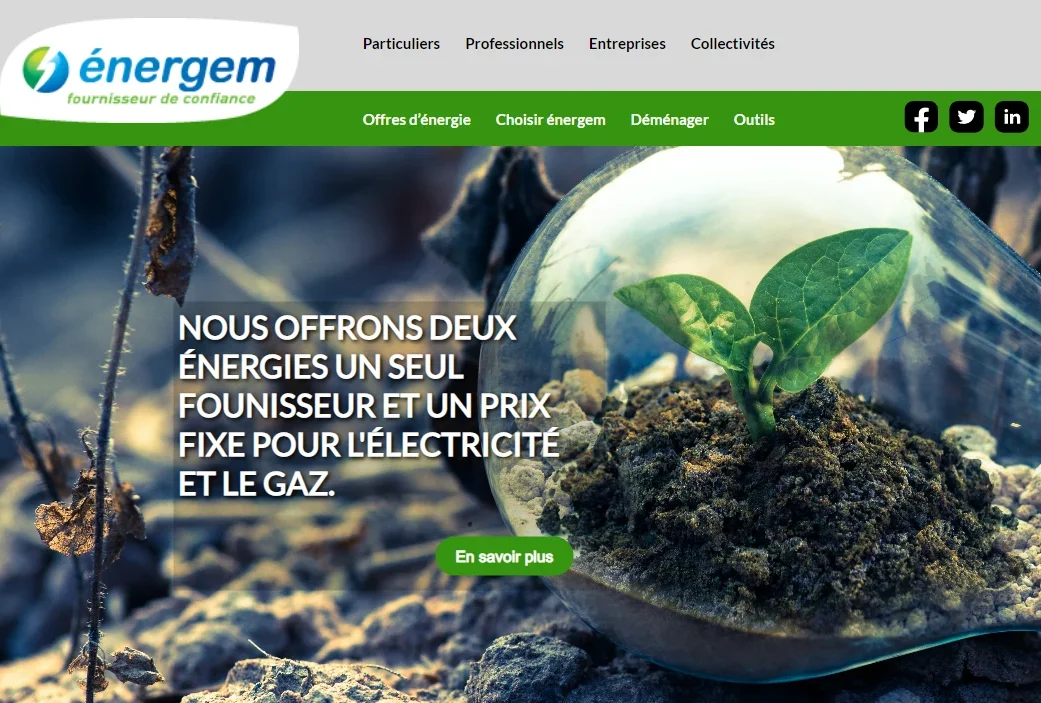 énergem
fournisseur de confiance
Particuliers Professionnels Entreprises Collectivités
Offres d'énergie Choisir énergem Déménager Outils
NOUS OFFRONS DEUX
ÉNERGIES UN SEUL
FOUNISSEUR ET UN PRIX
FIXE POUR L'ÉLECTRICITÉ
ET LE GAZ.
En savoir plus